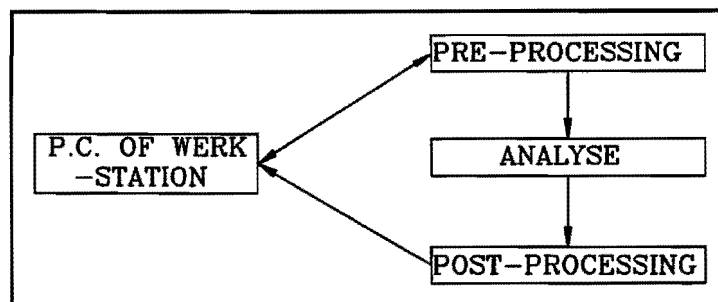 PRE-PROCESSING
P.C. OF WERK
-STATION
ANALYSE
POST-PROCESSING